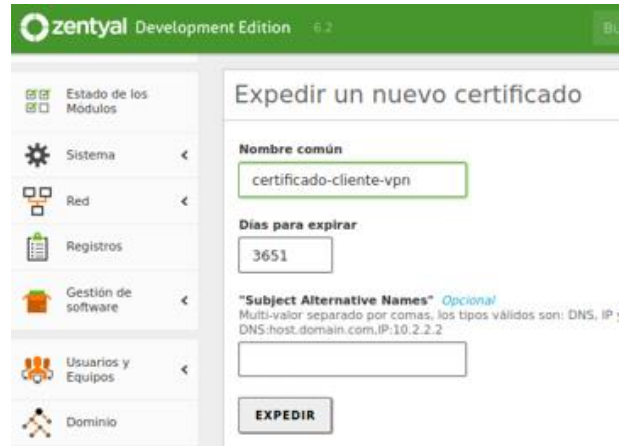 zentyal Development Edition 6.2
Bu
Estado de los
Módulos
Sistema
Red
Registros
Gestión de
software
Usuarios y
Equipos
Dominio
Expedir un nuevo certificado
Nombre común
certificado-cliente-vpn
Días para expirar
3651
"Subject Alternative Names" Opcional
Multi-valor separado por comas, los tipos válidos son: DNS, IP y
DNS:host.domain.com,IP:10.2.2.2
EXPEDIR